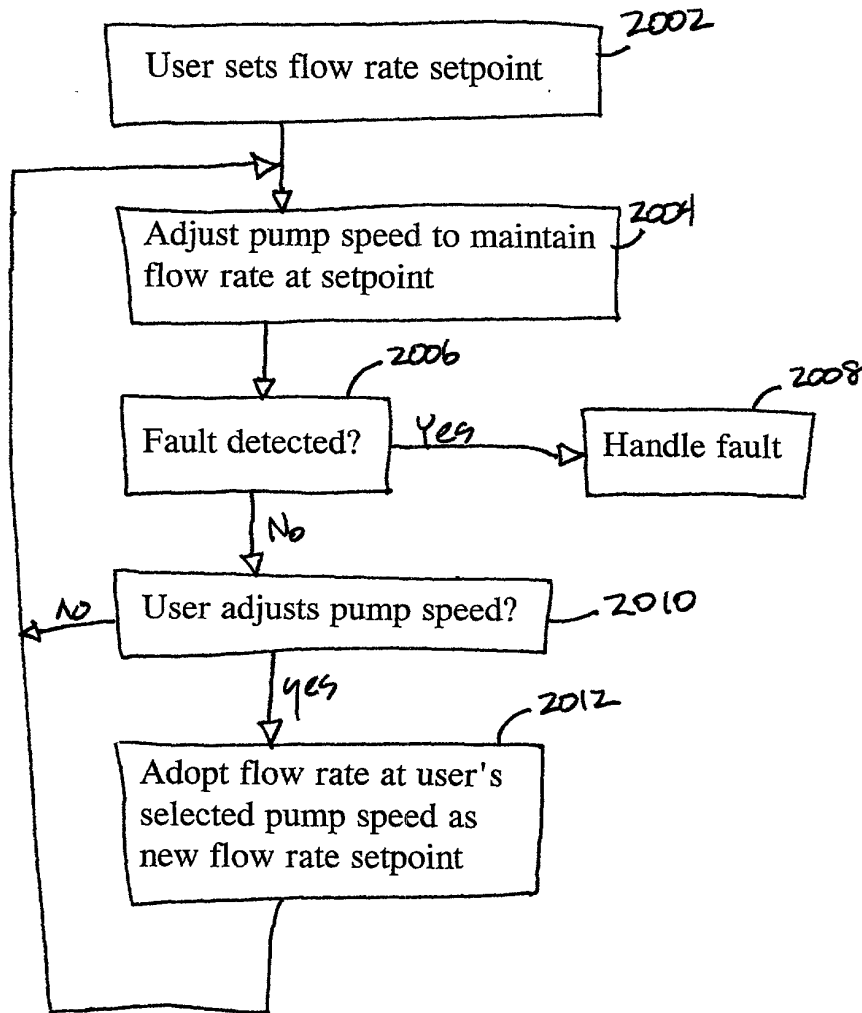 2002
User sets flow rate setpoint
2004
Adjust pump speed to maintain
flow rate at setpoint
2006
2008
Fault detected?
Yes
Handle fault
No
User adjusts pump speed?
2010
No
yes
2012
Adopt flow rate at user's
selected pump speed as
new flow rate setpoint